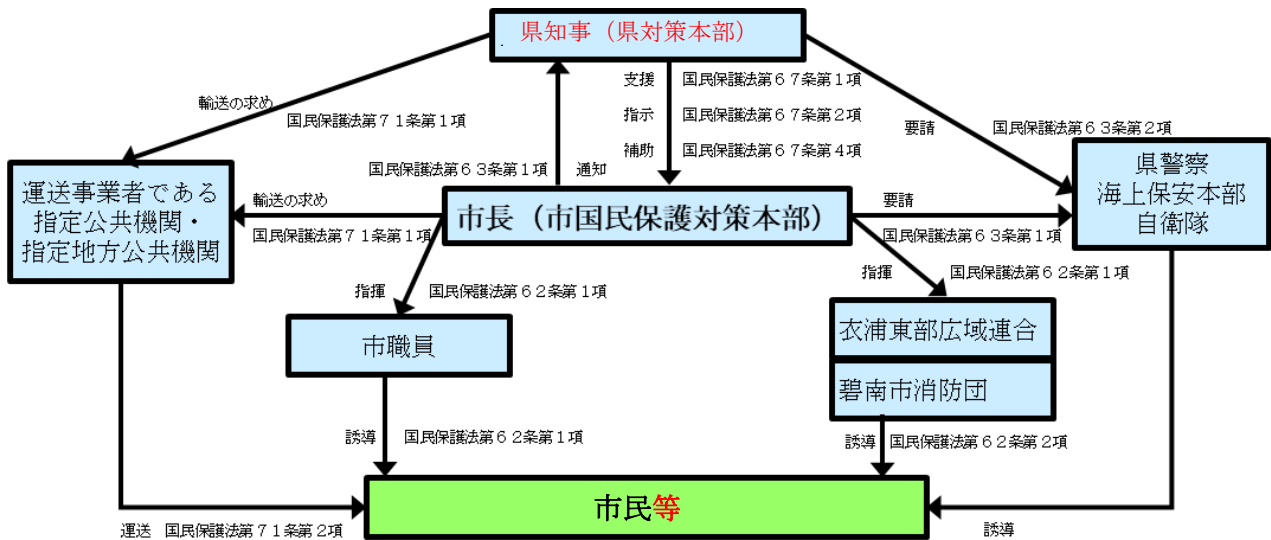 県知事（県対策本部）
支援　国民保護法第６７条第１項
輸送の求め
国民保護法第７１条第１項
指示　国民保護法第６７条第２項
要請　国民保護法第６３条第２項
補助　国民保護法第６７条第４項
国民保護法第６３条第１項　通知
運送事業者である
指定公共機関・
指定地方公共機関
県警察
海上保安本部
自衛隊
輸送の求め
国民保護法第７１条第１項
市長（市国民保護対策本部）
要請
国民保護法第６３条第１項
指揮　国民保護法第６２条第１項
指揮　国民保護法第６２条第１項
市職員
衣浦東部広域連合
碧南市消防団
誘導　国民保護法第６２条第１項
誘導　国民保護法第６２条第２項
市民等
運送　国民保護法第７１条第２項
誘導